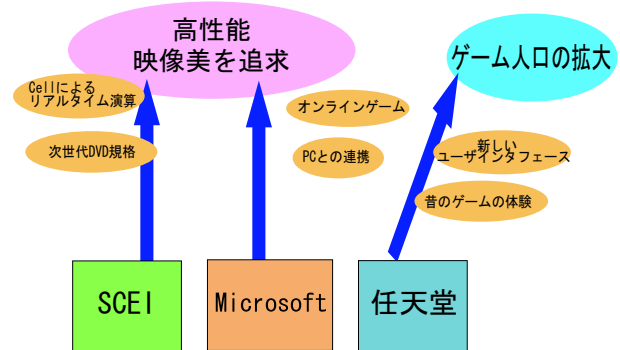 高性能
映像美を追求
ゲーム人口の拡大
Cellによる
リアルタイム演算
オンラインゲーム
次世代DVD規格
PCとの連携
新しい
ユーザインタフェース
昔のゲームの体験
SCEI
Microsoft
任天堂